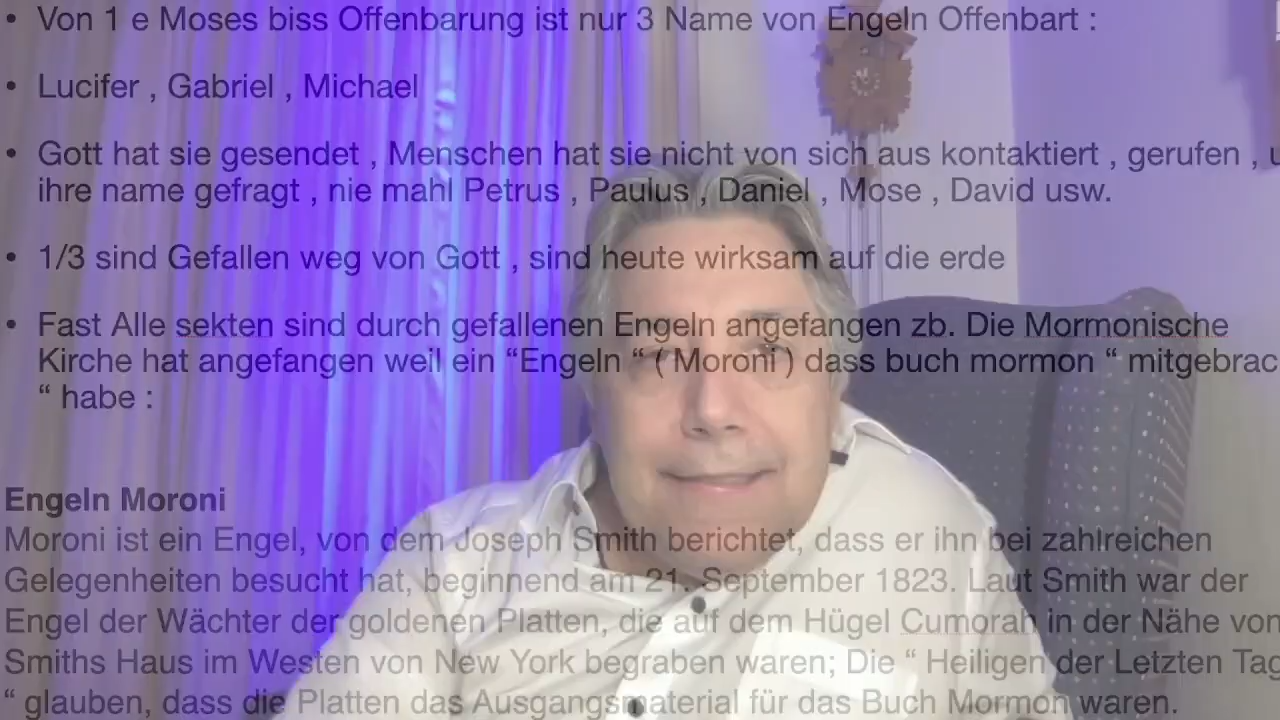 • Von 1 e Moses biss Offenbarung ist nur 3 Name von Engeln Offenbart :
• Lucifer , Gabriel , Michael
• Gott hat sie gesendet , Menschen hat sie nicht von sich aus kontaktiert , gerufen , u
ihre name gefragt , nie mahl Petrus , Paulus , Daniel , Mose , David usw.
• 1/3 sind Gefallen weg von Gott , sind heute wirksam auf die erde
• Fast Alle sekten sind durch gefallenen Engeln angefangen zb. Die Mormonische
Kirche hat angefangen weil ein “Engeln “ ( Moroni ) dass buch mormon “ mitgebrac
“ habe :
Engeln Moroni
Moroni ist ein Engel, von dem Joseph Smith berichtet, dass er ihn bei zahlreichen
Gelegenheiten besucht hat, beginnend am 21. September 1823. Laut Smith war der
Engel der Wächter der goldenen Platten, die auf dem Hügel Cumorah in der Nähe von
Smiths Haus im Westen von New York begraben waren; Die “ Heiligen der Letzten Tag
“ glauben, dass die Platten das Ausgangsmaterial für das Buch Mormon waren.